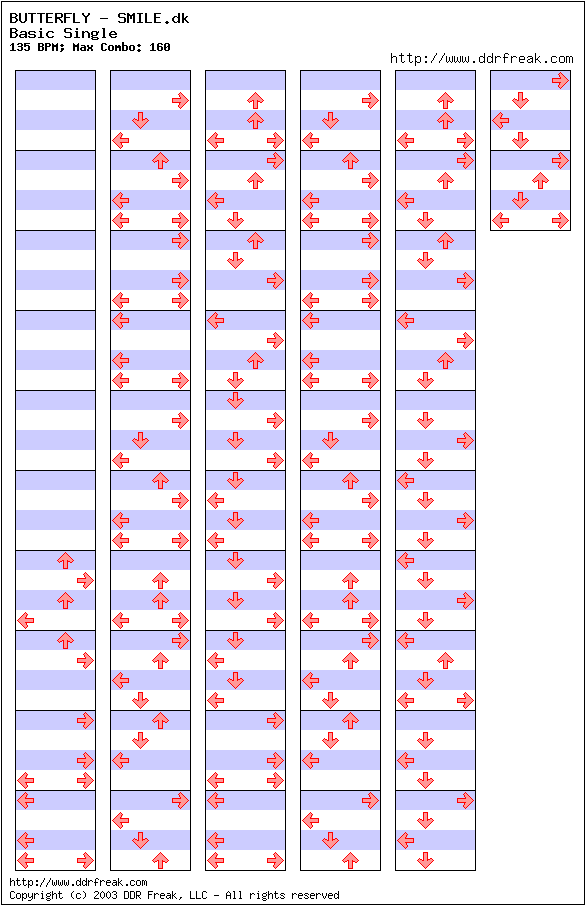 BUTTERFLY - SMILE.dk
Basic Single
135 BPM; Max Combo: 160
http://www.ddrfreak.com
http://www.ddrfreak.com
Copyright (c) 2003 DDR Freak, LLC - All rights reserved